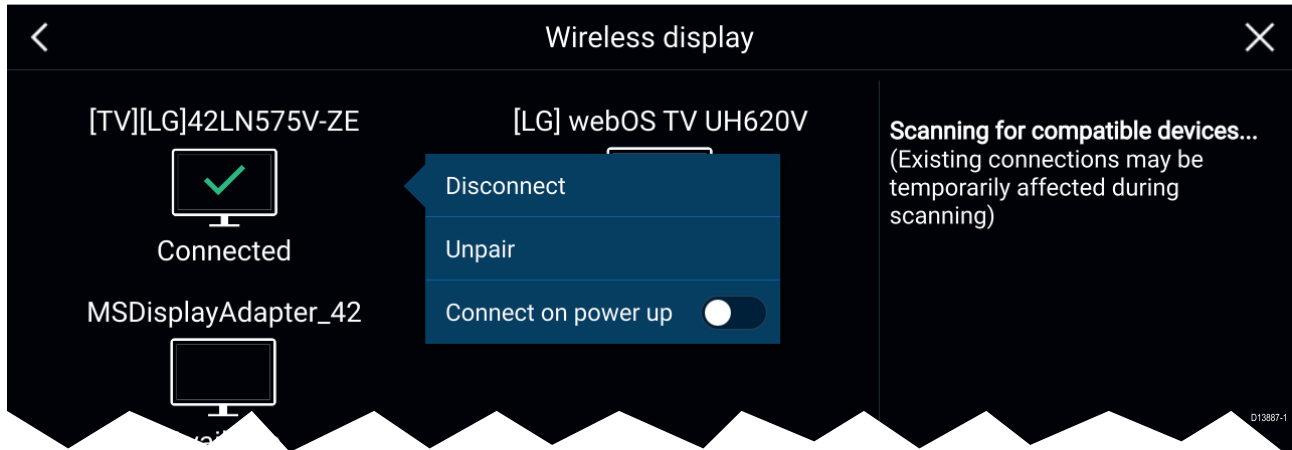 Wireless display
[TV][LG]42LN575V-ZE
Connected
[LG] webOS TV UH620V
Disconnect
Unpair
Connect on power up
MSDisplayAdapter_42
Scanning for compatible devices...
(Existing connections may be
temporarily affected during
scanning)
D13887-1